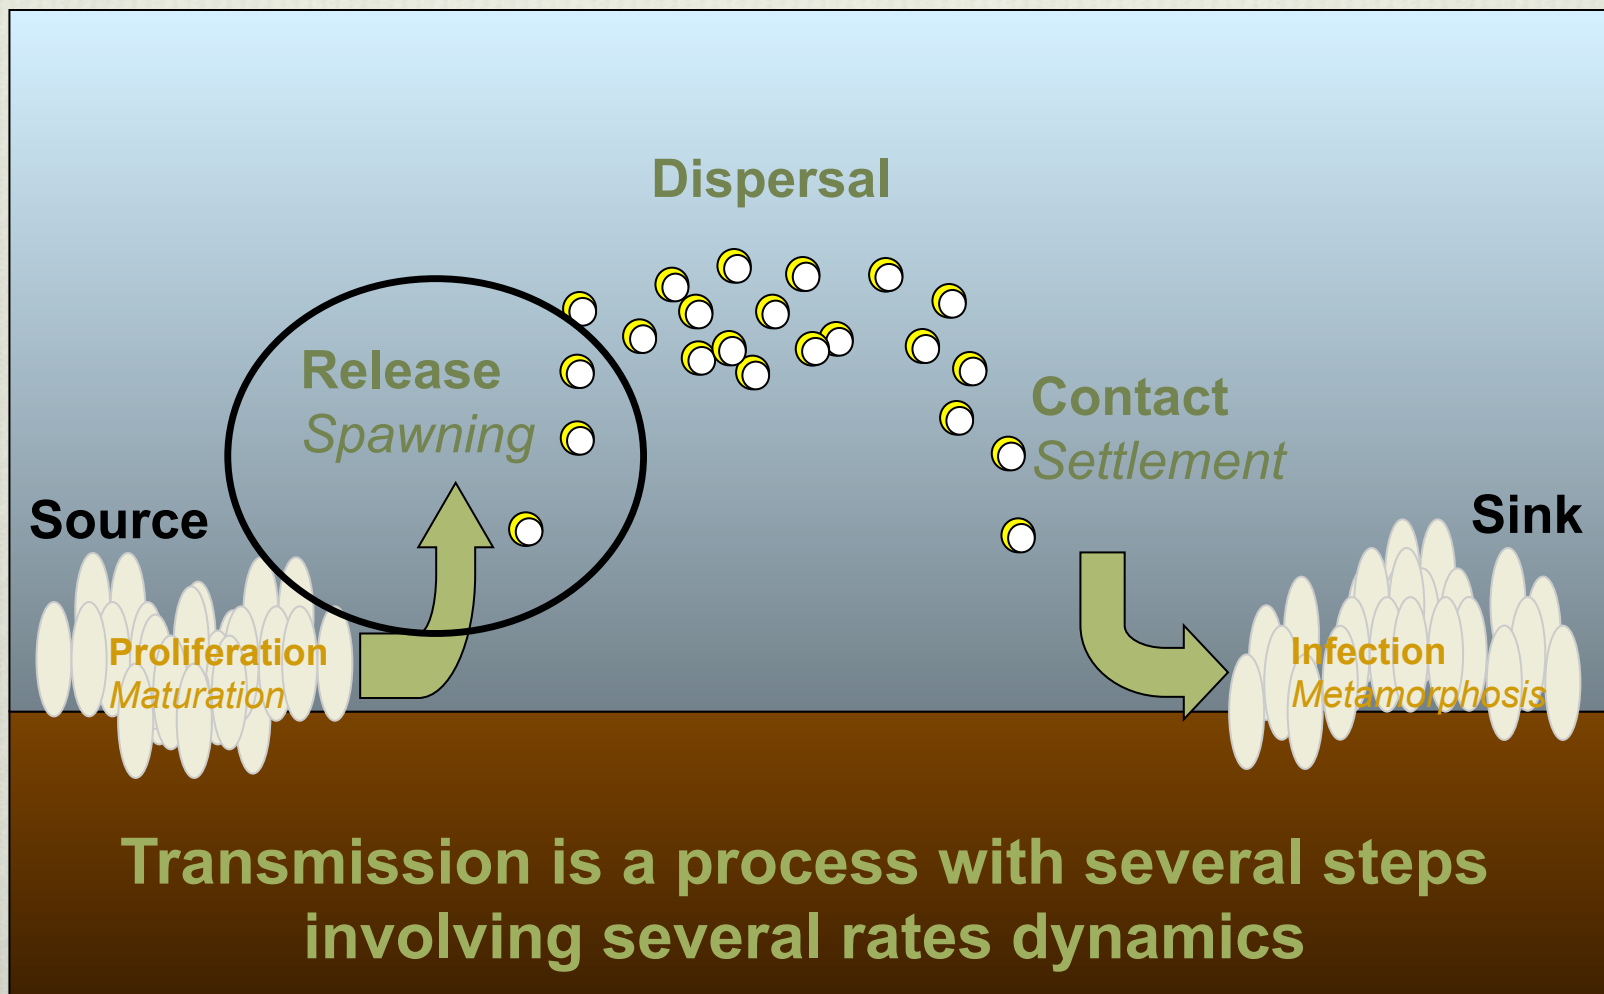 Dispersal
Release
Spawning
Contact
Settlement
Source
Sink
Proliferation
Maturation
Infection
Metamorphosis
Transmission is a process with several steps
involving several rates dynamics